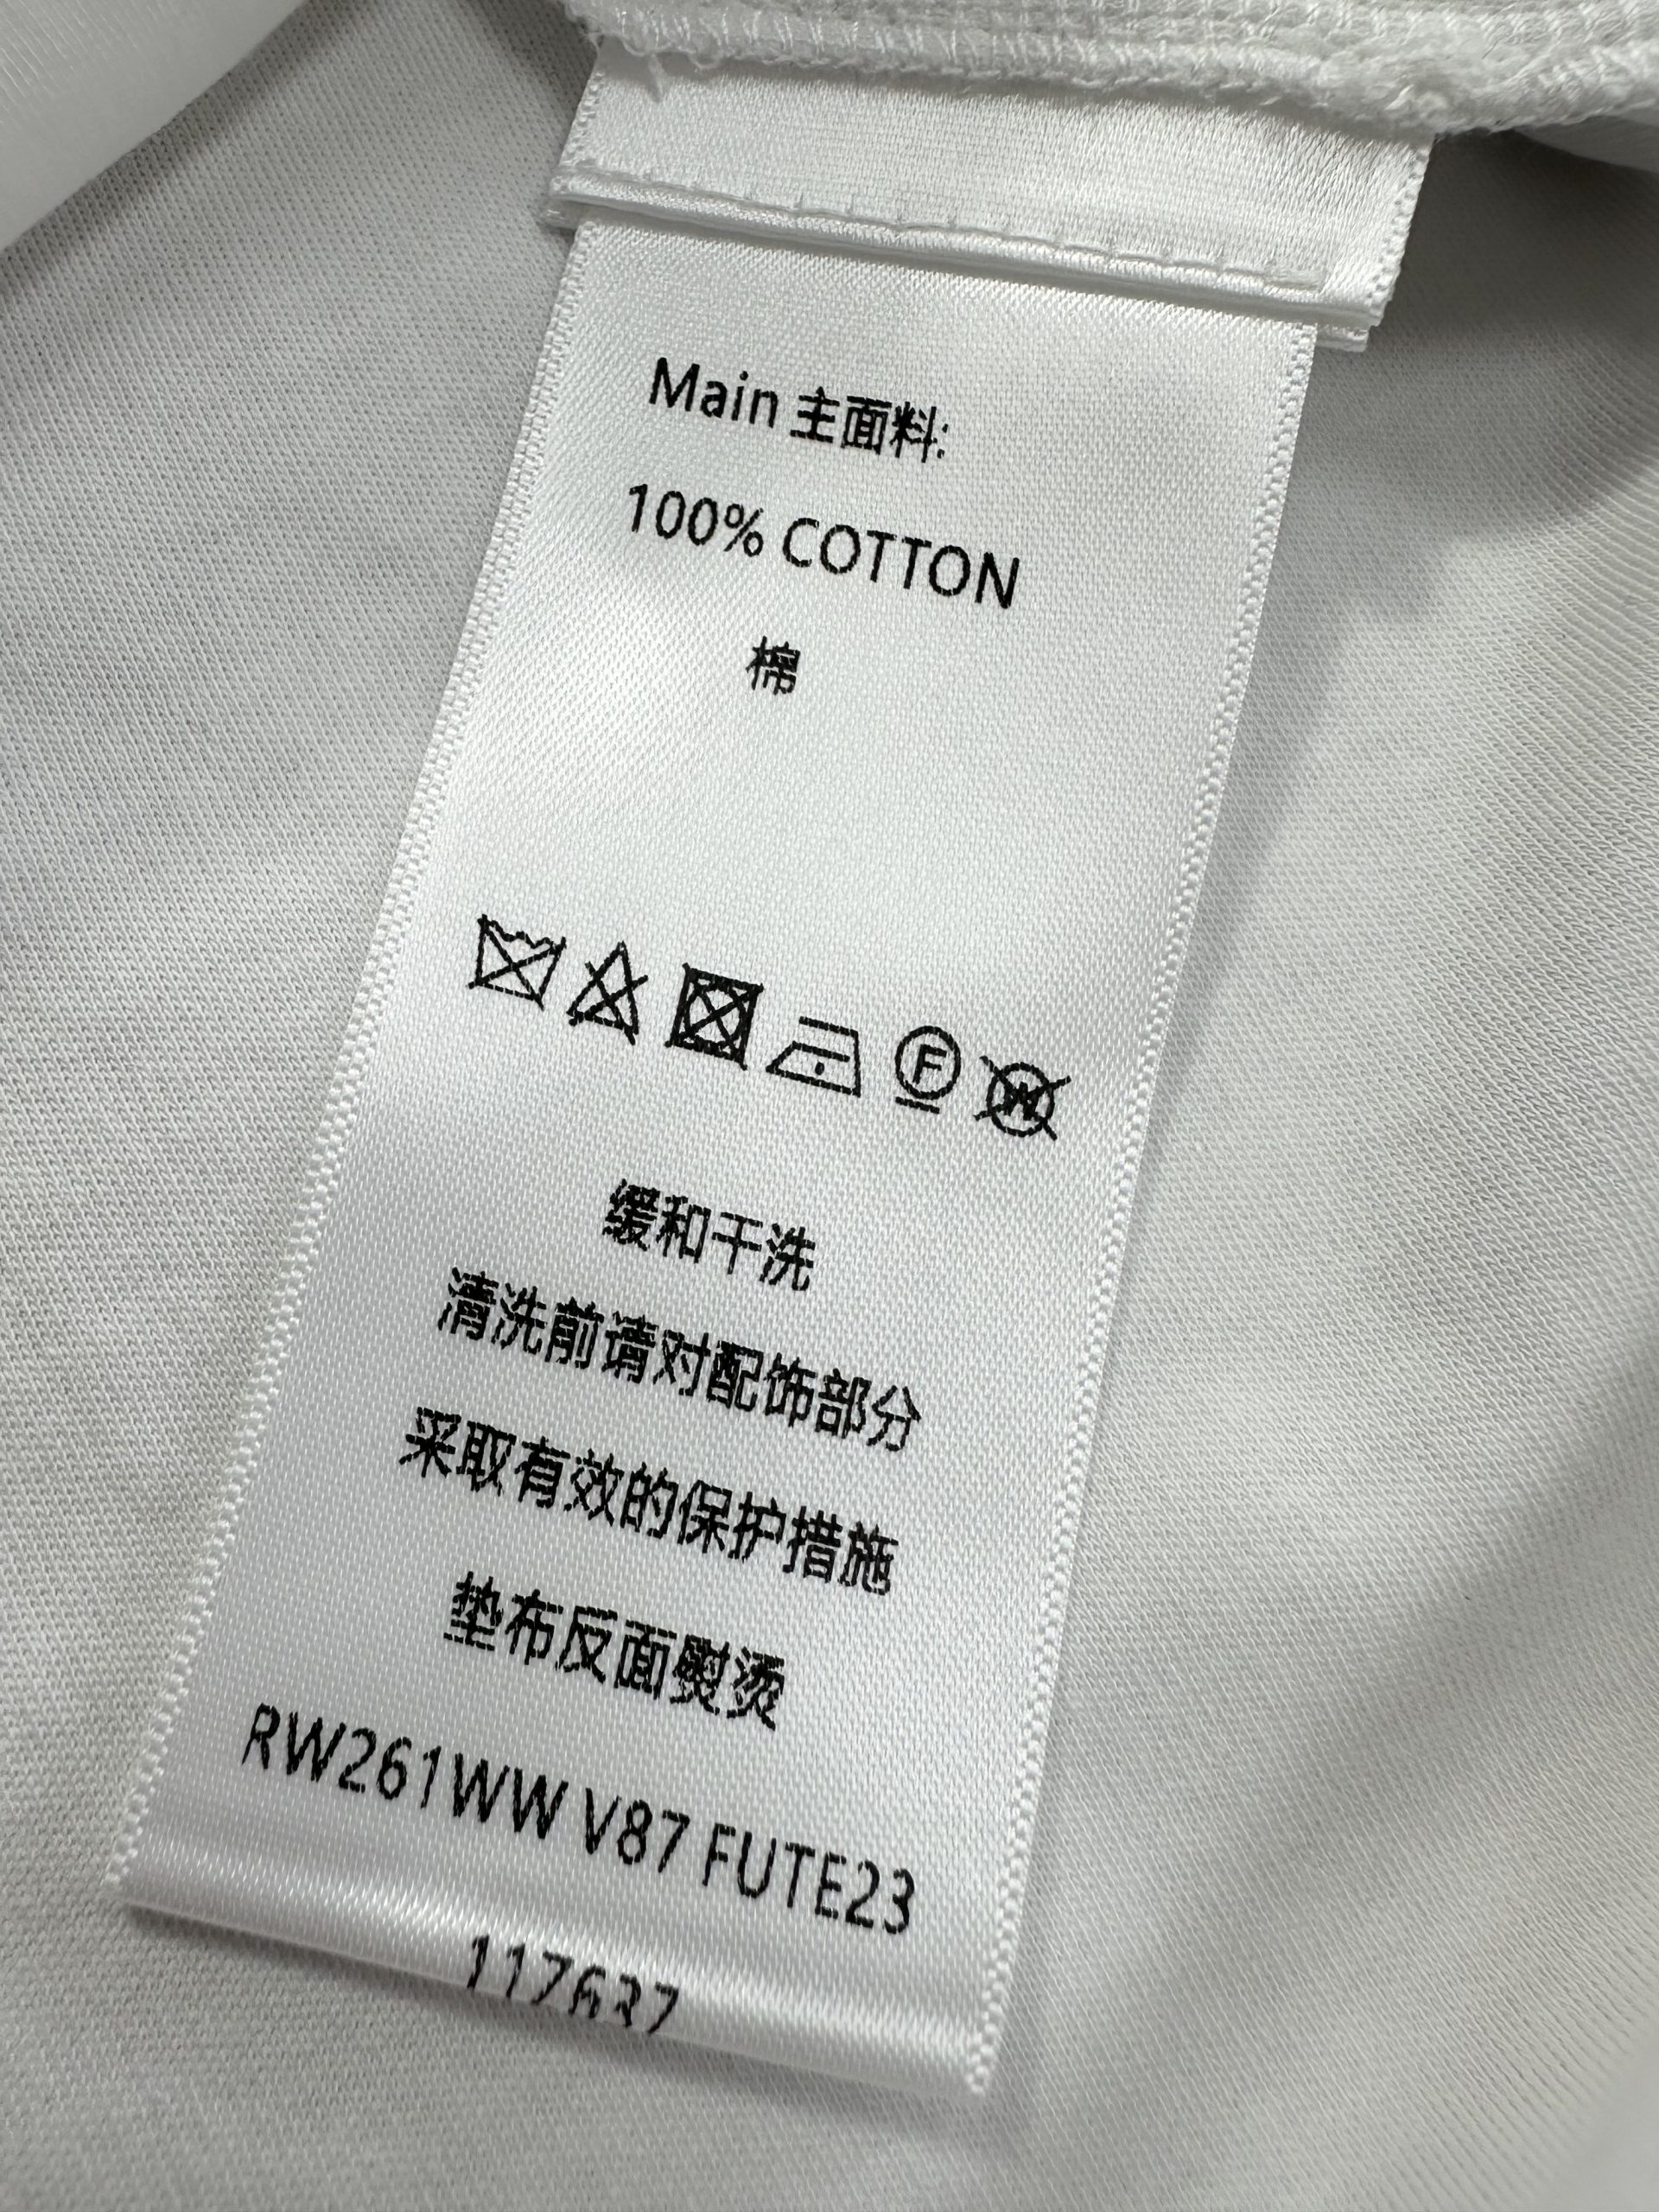 Main 主面料:
100% COTTON
棉
F W
缓和干洗
清洗前请对配饰部分
采取有效的保护措施
垫布反面熨烫
RW261WW V87 FUTE23
117637